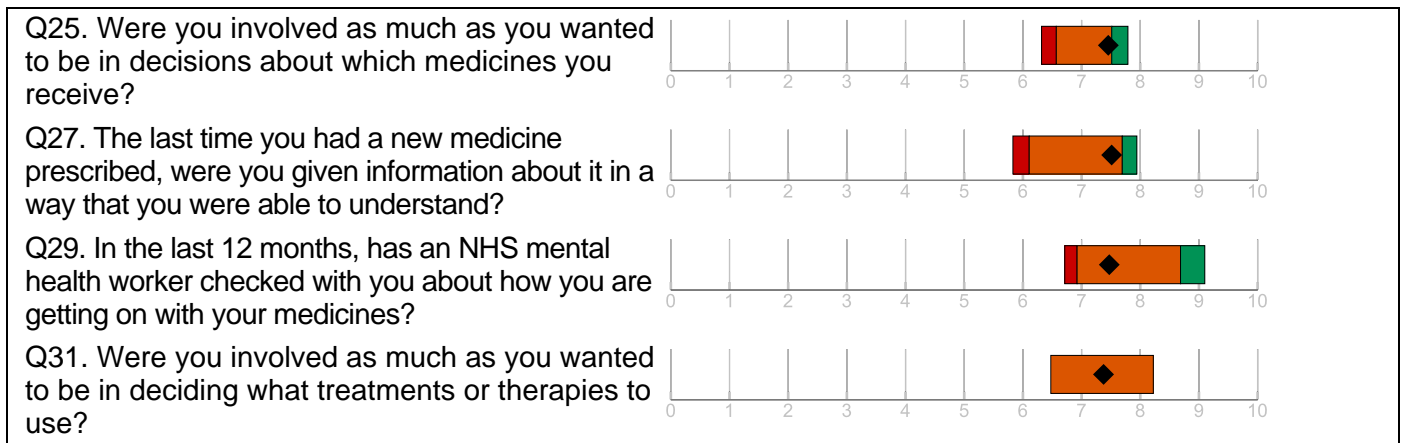 Q25. Were you involved as much as you wanted
to be in decisions about which medicines you
receive?
0 1 2 3 4 5 6 7 8 9 10
Q27. The last time you had a new medicine
prescribed, were you given information about it in a
way that you were able to understand?
0 1 2 3 4 5 6 7 8 9 10
Q29. In the last 12 months, has an NHS mental
health worker checked with you about how you are
getting on with your medicines?
0 1 2 3 4 5 6 7 8 9 10
Q31. Were you involved as much as you wanted
to be in deciding what treatments or therapies to
use?
0 1 2 3 4 5 6 7 8 9 10